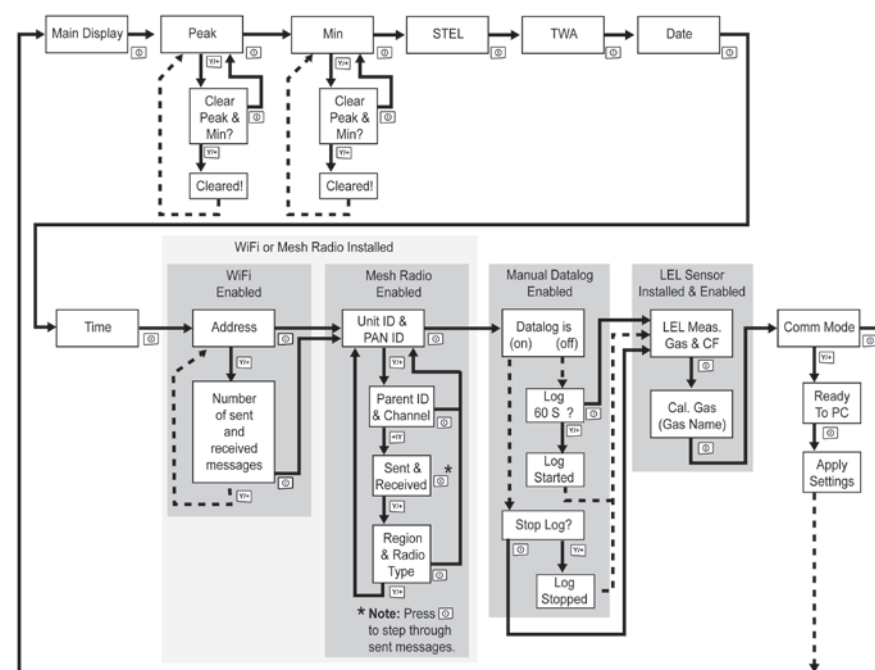 Main Display
Peak
Min
STEL
TWA
Date
Y/+
Y/+
Clear
Peak &
Min?
Clear
Peak &
Min?
Y/+
Y/+
Cleared!
Cleared!
WiFi or Mesh Radio Installed
WiFi
Enabled
Mesh Radio
Enabled
Manual Datalog
Enabled
LEL Sensor
Installed & Enabled
Time
Address
Unit ID &
PAN ID
Datalog is
(on) (off)
LEL Meas.
Gas & CF
Comm Mode
Y/+
Y/+
Y/+
Number
of sent
and
received
messages
Y/+
Parent ID
& Channel
Y/+
Sent &
Received
*
Y/+
Region
& Radio
Type
Y/+
* Note: Press
to step through
sent messages.
Log
60 S ?
Y/+
Log
Started
Stop Log?
Y/+
Log
Stopped
Cal. Gas
(Gas Name)
Ready
To PC
Apply
Settings